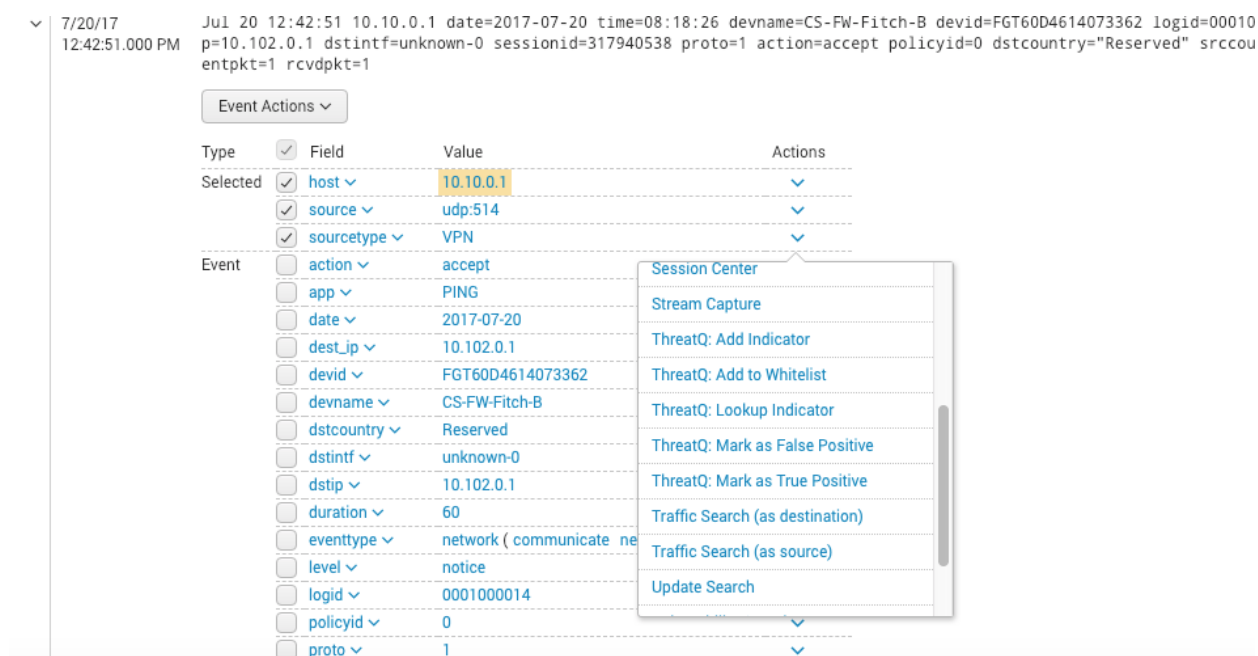 7/20/17
12:42:51.000 PM
Jul 20 12:42:51 10.10.0.1 date=2017-07-20 time=08:18:26 devname=CS-FW-Fitch-B devid=FGT60D4614073362 logid=00010
p=10.102.0.1 dstintf=unknown-0 sessionid=317940538 proto=1 action=accept policyid=0 dstcountry="Reserved" srccou
entpkt=1 rcvdpkt=1
Event Actions
Type Field Value Actions
Selected host 10.10.0.1
source udp:514
sourcetype VPN
Event action accept
app PING
date 2017-07-20
dest_ip 10.102.0.1
devid FGT60D4614073362
devname CS-FW-Fitch-B
dstcountry Reserved
dstintf unknown-0
dstip 10.102.0.1
duration 60
eventtype network ( communicate ne
level notice
logid 0001000014
policyid 0
proto 1
Session Center
Stream Capture
ThreatQ: Add Indicator
ThreatQ: Add to Whitelist
ThreatQ: Lookup Indicator
ThreatQ: Mark as False Positive
ThreatQ: Mark as True Positive
Traffic Search (as destination)
Traffic Search (as source)
Update Search